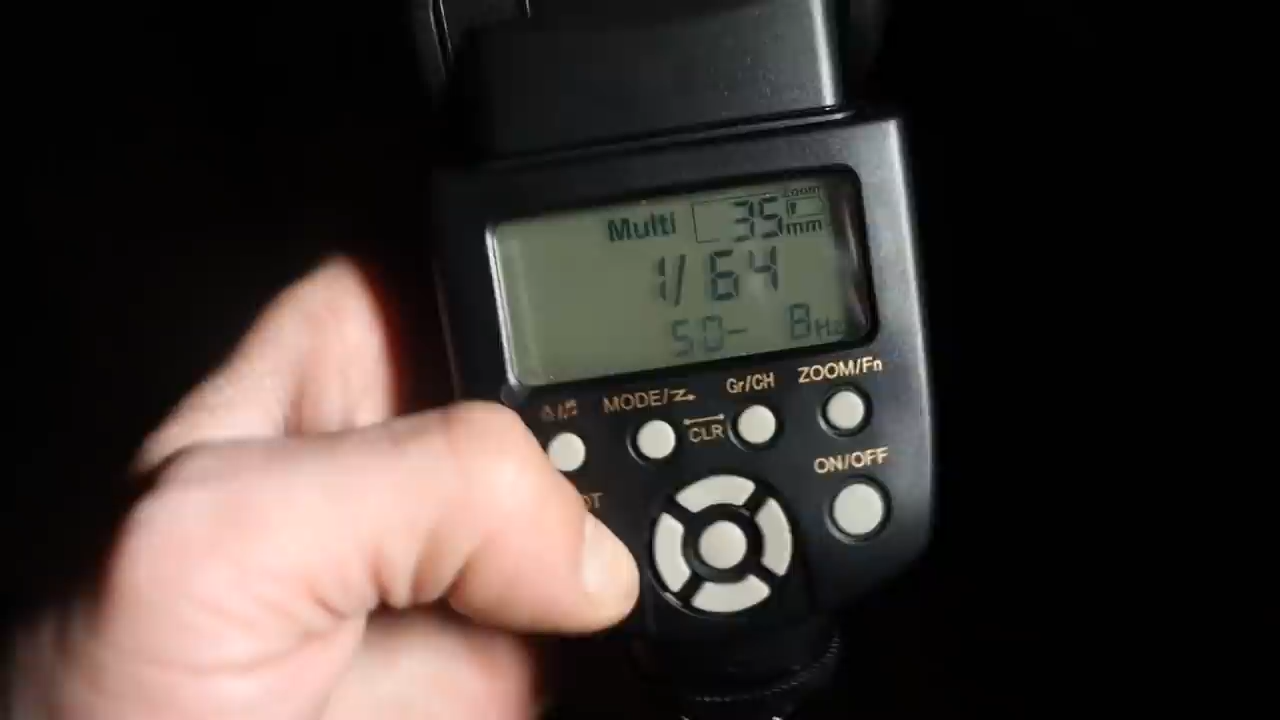 Zoom
Multi 35mm
1/64
50- 8Hz
MODE/
Gr/CH
ZOOM/Fn
CLR
ON/OFF